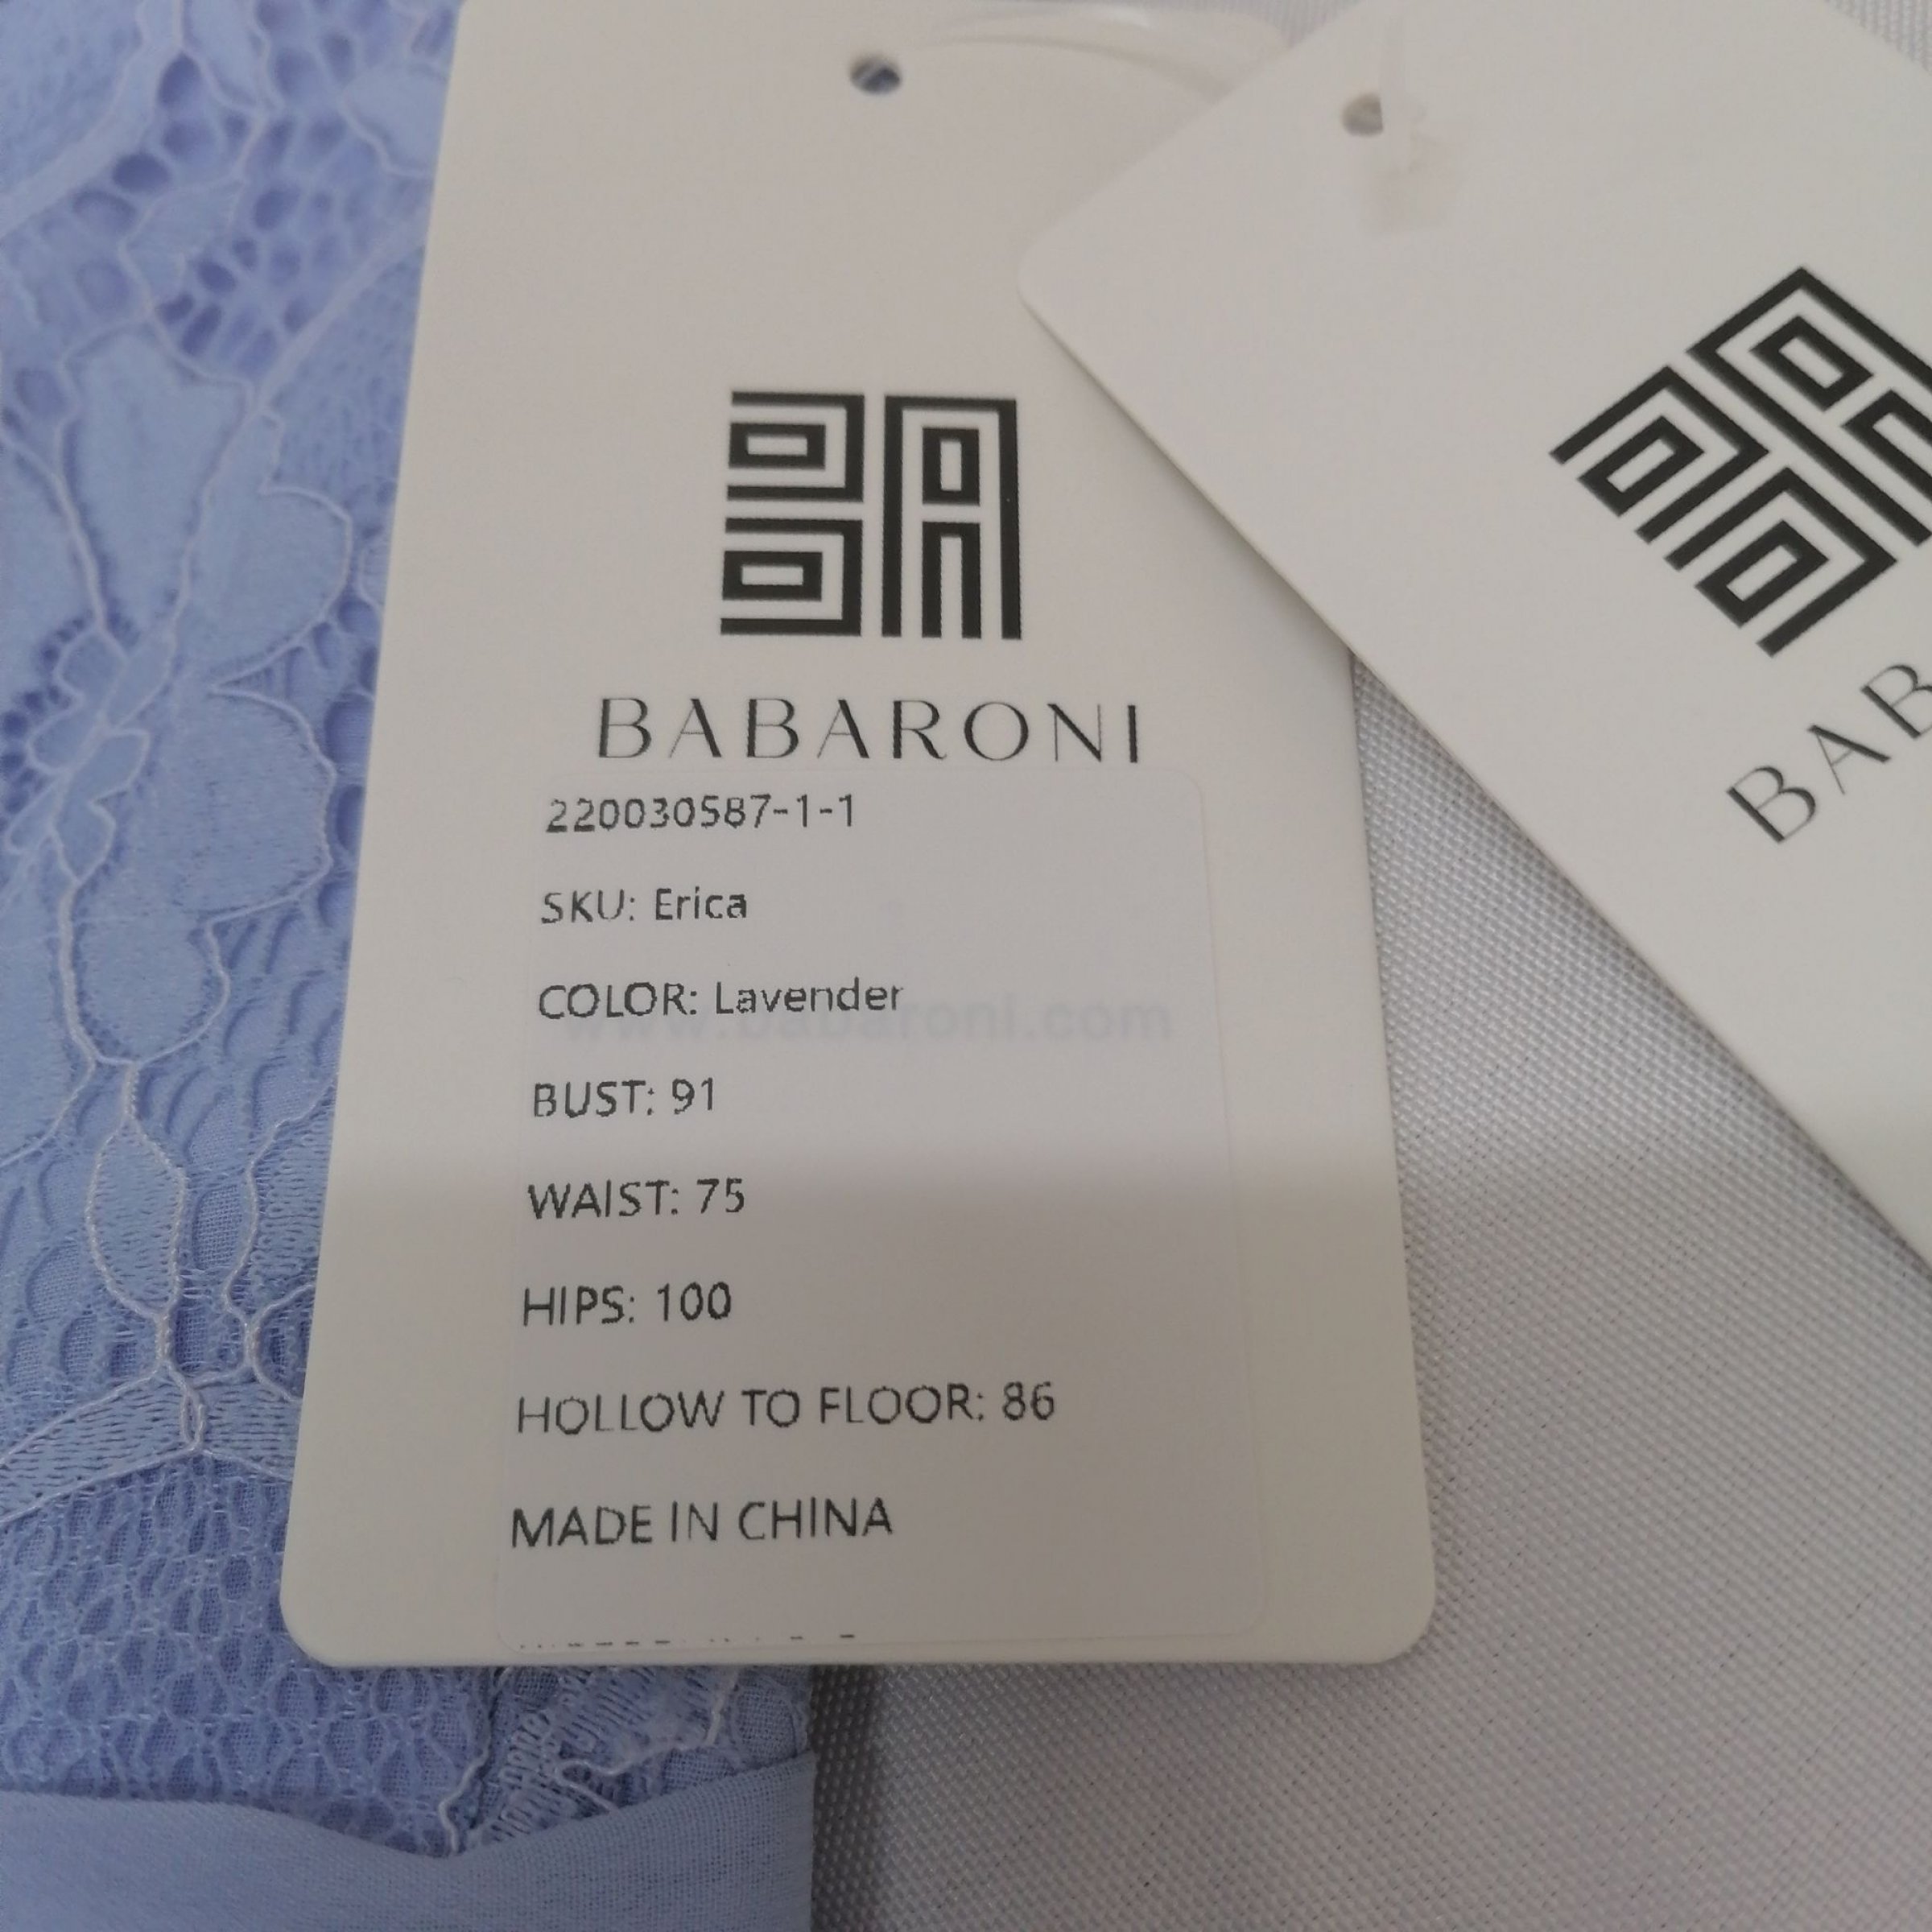 BABARONI
220030587-1-1
SKU: Erica
COLOR: Lavender
www.babaroni.com
BUST: 91
WAIST: 75
HIPS: 100
HOLLOW TO FLOOR: 86
MADE IN CHINA
BAB